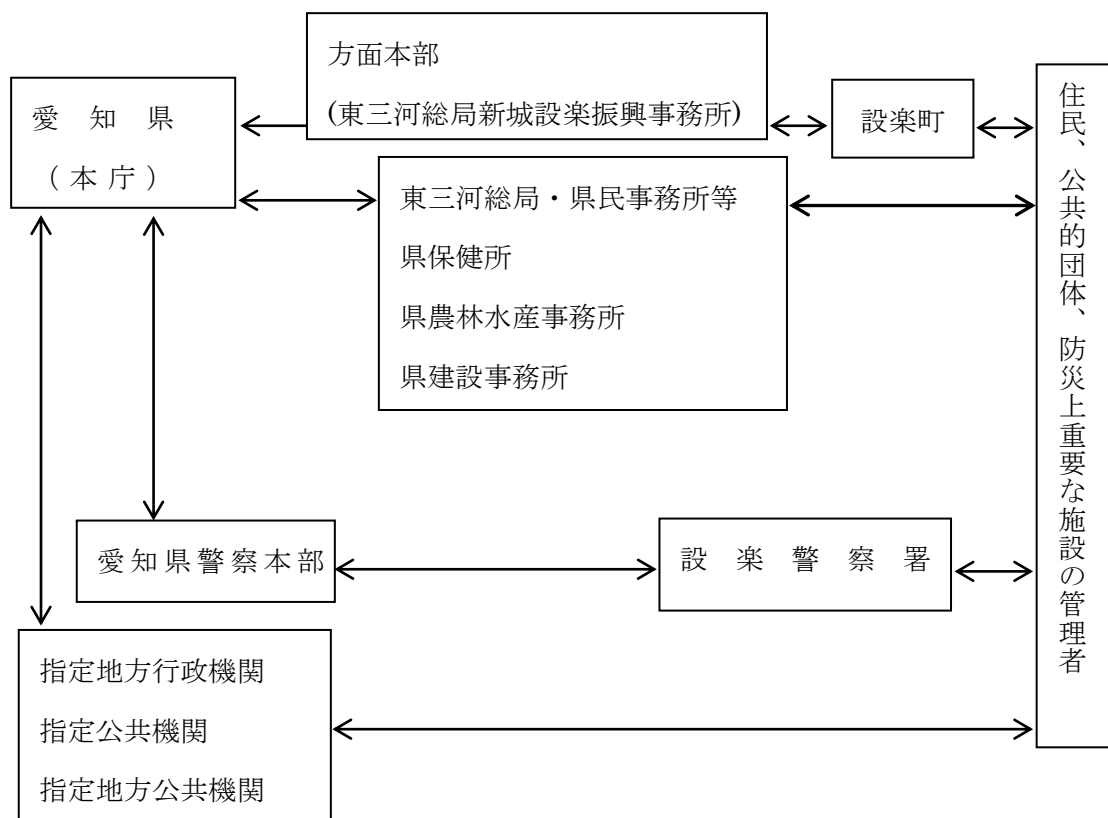 方面本部
(東三河総局新城設楽振興事務所)
愛知県
(本庁)
設楽町
東三河総局・県民事務所等
県保健所
県農林水産事務所
県建設事務所
住民、公共的団体、防災上重要な施設の管理者
愛知県警察本部
設楽警察署
指定地方行政機関
指定公共機関
指定地方公共機関